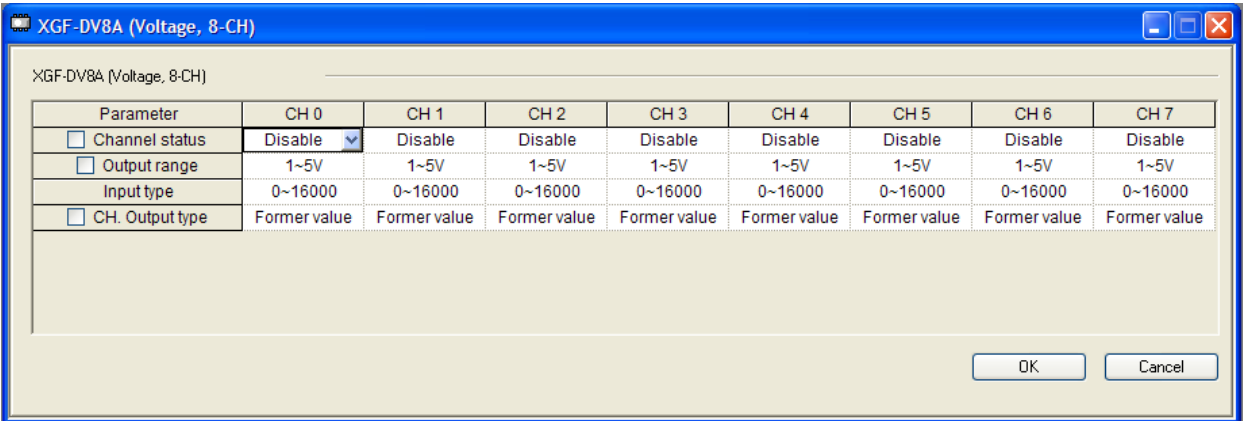 XGF-DV8A (Voltage, 8-CH)
XGF-DV8A (Voltage, 8-CH)
Parameter CH 0 CH 1 CH 2 CH 3 CH 4 CH 5 CH 6 CH 7
Channel status Disable Disable Disable Disable Disable Disable Disable Disable
Output range 1~5V 1~5V 1~5V 1~5V 1~5V 1~5V 1~5V 1~5V
Input type 0~16000 0~16000 0~16000 0~16000 0~16000 0~16000 0~16000 0~16000
CH. Output type Former value Former value Former value Former value Former value Former value Former value Former value
OK Cancel